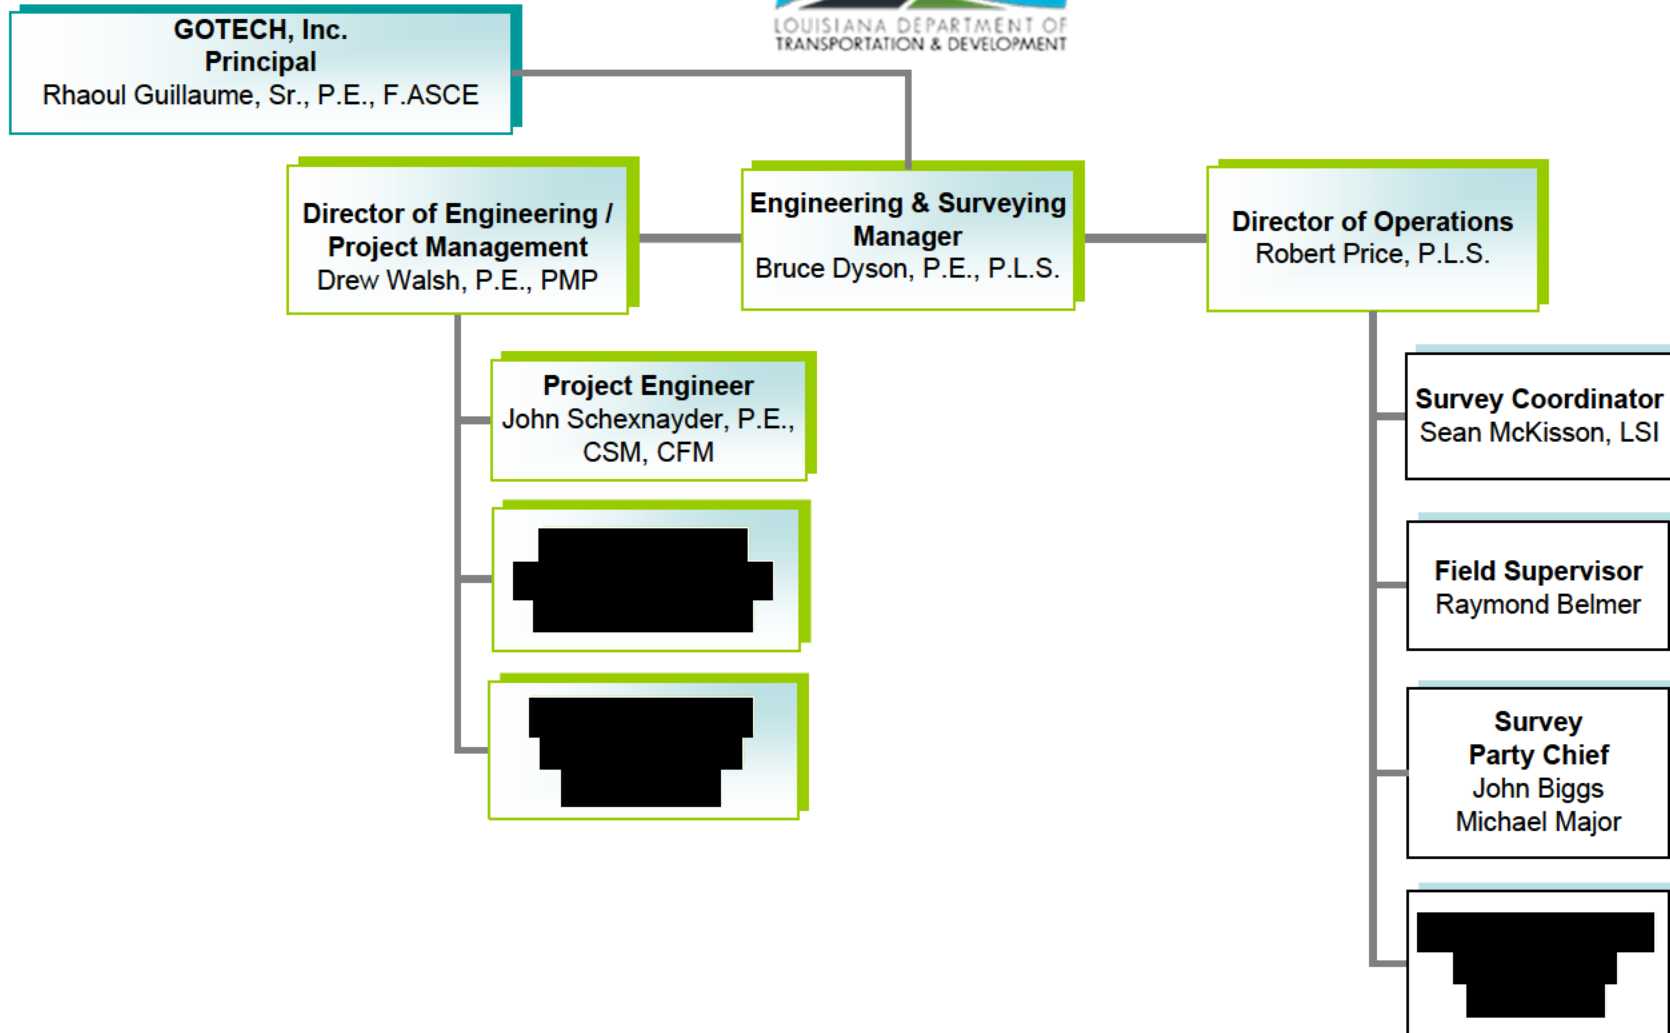 GOTECH, Inc.
Principal
Rhaoul Guillaume, Sr., P.E., F.ASCE
LOUISIANA DEPARTMENT OF
TRANSPORTATION & DEVELOPMENT
Director of Engineering /
Project Management
Drew Walsh, P.E., PMP
Engineering & Surveying
Manager
Bruce Dyson, P.E., P.L.S.
Director of Operations
Robert Price, P.L.S.
Project Engineer
John Schexnayder, P.E.,
CSM, CFM
Survey Coordinator
Sean McKisson, LSI
Field Supervisor
Raymond Belmer
Survey
Party Chief
John Biggs
Michael Major